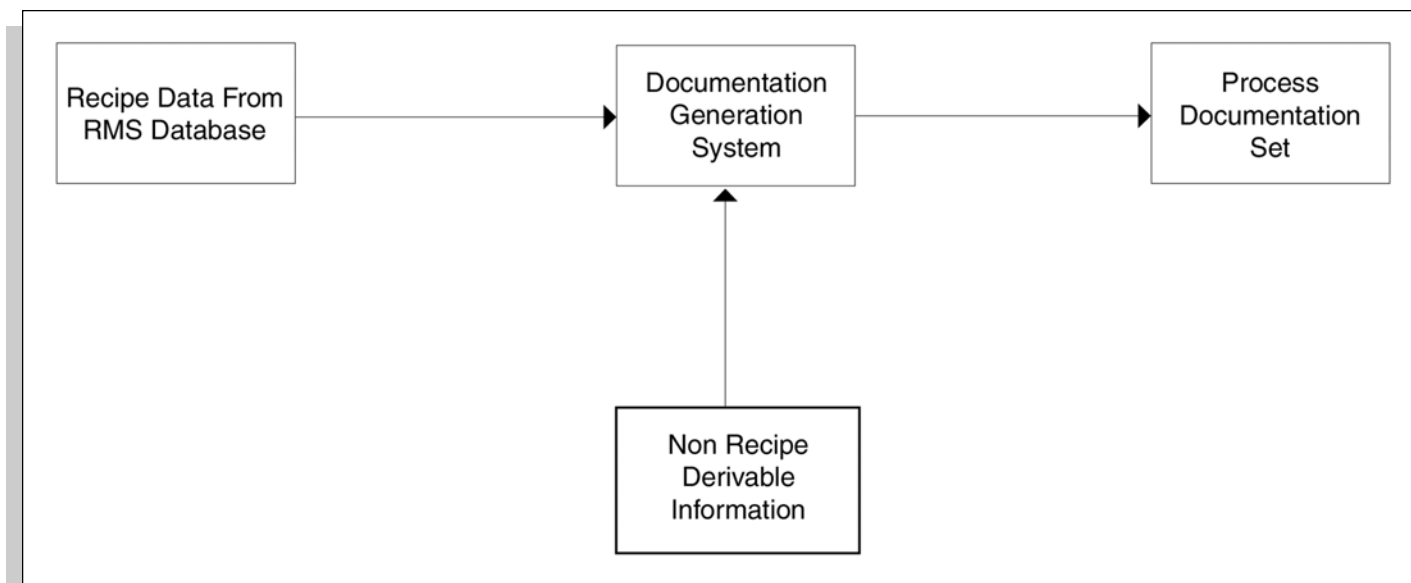 Recipe Data From
RMS Database
Documentation
Generation
System
Process
Documentation
Set
Non Recipe
Derivable
Information